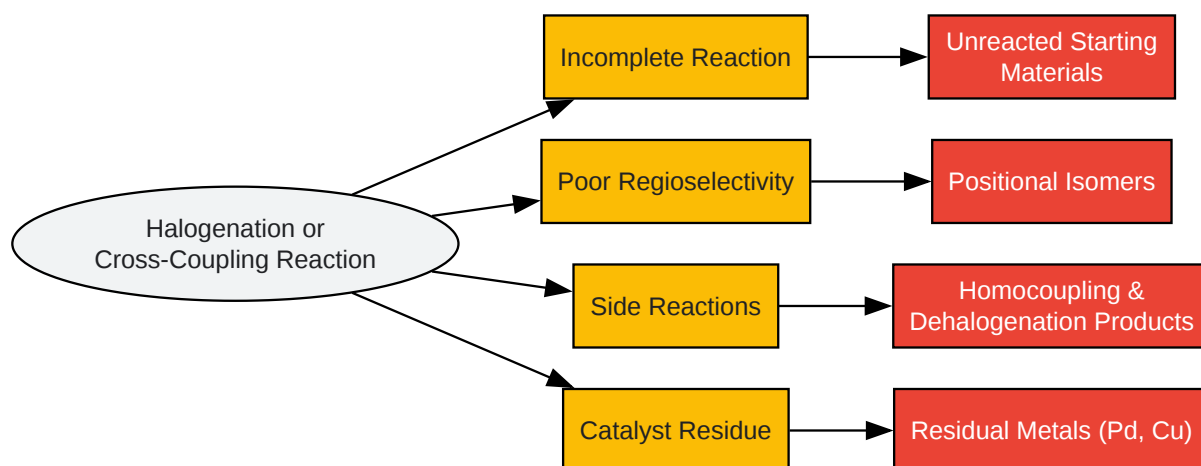 Halogenation or
Cross-Coupling Reaction
Incomplete Reaction
Unreacted Starting
Materials
Poor Regioselectivity
Positional Isomers
Side Reactions
Homocoupling &
Dehalogenation Products
Catalyst Residue
Residual Metals (Pd, Cu)